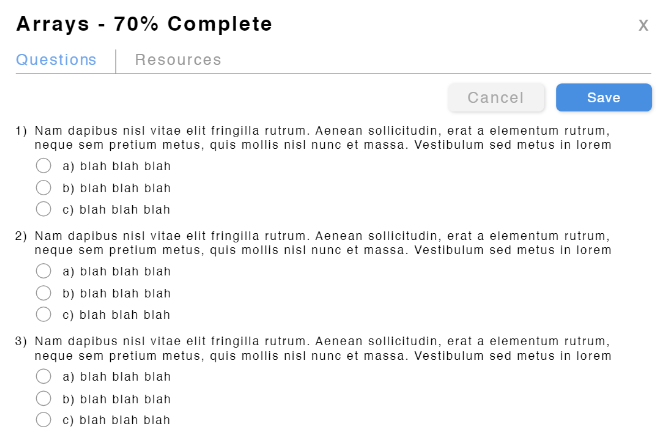 Arrays - 70% Complete
X
Questions
Resources
Cancel
Save
1) Nam dapibus nisl vitae elit fringilla rutrum. Aenean sollicitudin, erat a elementum rutrum,
neque sem pretium metus, quis mollis nisl nunc et massa. Vestibulum sed metus in lorem
a) blah blah blah
b) blah blah blah
c) blah blah blah
2) Nam dapibus nisl vitae elit fringilla rutrum. Aenean sollicitudin, erat a elementum rutrum,
neque sem pretium metus, quis mollis nisl nunc et massa. Vestibulum sed metus in lorem
a) blah blah blah
b) blah blah blah
c) blah blah blah
3) Nam dapibus nisl vitae elit fringilla rutrum. Aenean sollicitudin, erat a elementum rutrum,
neque sem pretium metus, quis mollis nisl nunc et massa. Vestibulum sed metus in lorem
a) blah blah blah
b) blah blah blah
c) blah blah blah